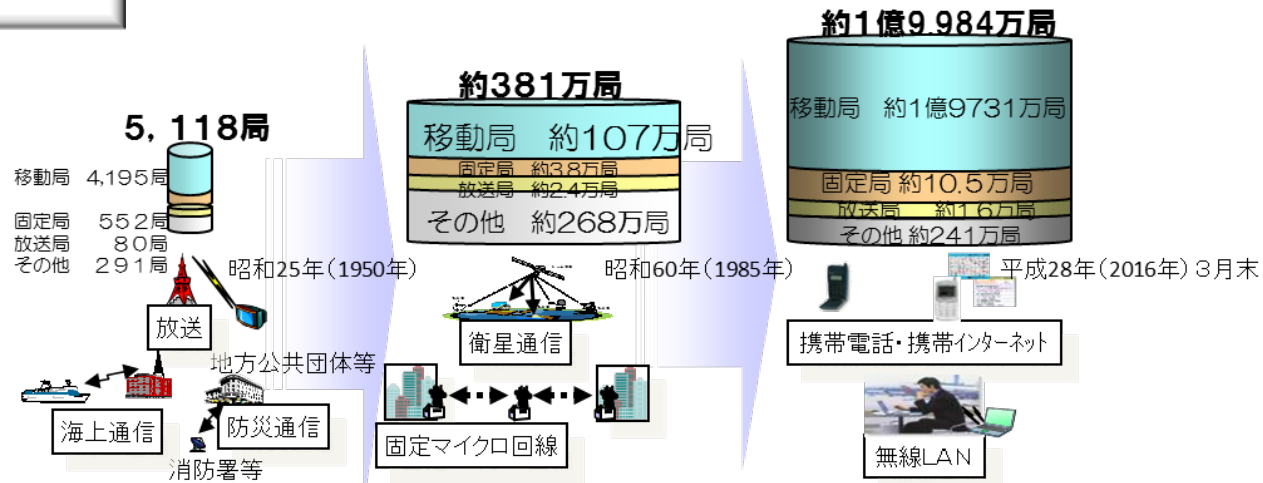 5，118局
移動局 4,195局
固定局 552局
放送局 80局
その他 291局
昭和25年(1950年)
放送
地方公共団体等
海上通信
防災通信
消防署等
約381万局
移動局 約107万局
固定局 約3.8万局
放送局 約2.4万局
その他 約268万局
昭和60年(1985年)
衛星通信
固定マイクロ回線
約1億9,984万局
移動局 約1億9731万局
固定局 約10.5万局
放送局 約1.6万局
その他 約241万局
平成28年(2016年)３月末
携帯電話・携帯インターネット
無線LAN